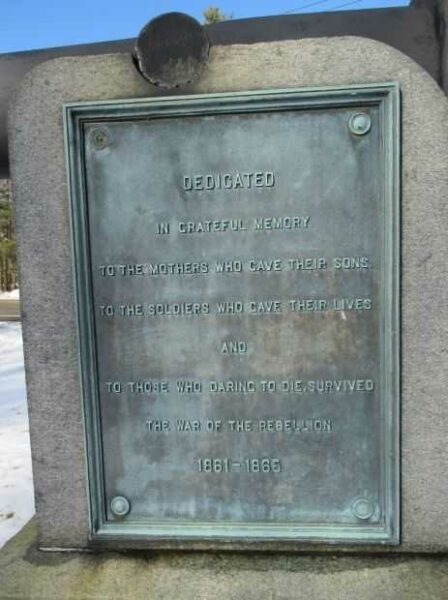 DEDICATED
IN GRATEFUL MEMORY
TO THE MOTHERS WHO GAVE THEIR SONS,
TO THE SOLDIERS WHO GAVE THEIR LIVES
AND
TO THOSE WHO DARING TO DIE, SURVIVED
THE WAR OF THE REBELLION
1861-1865